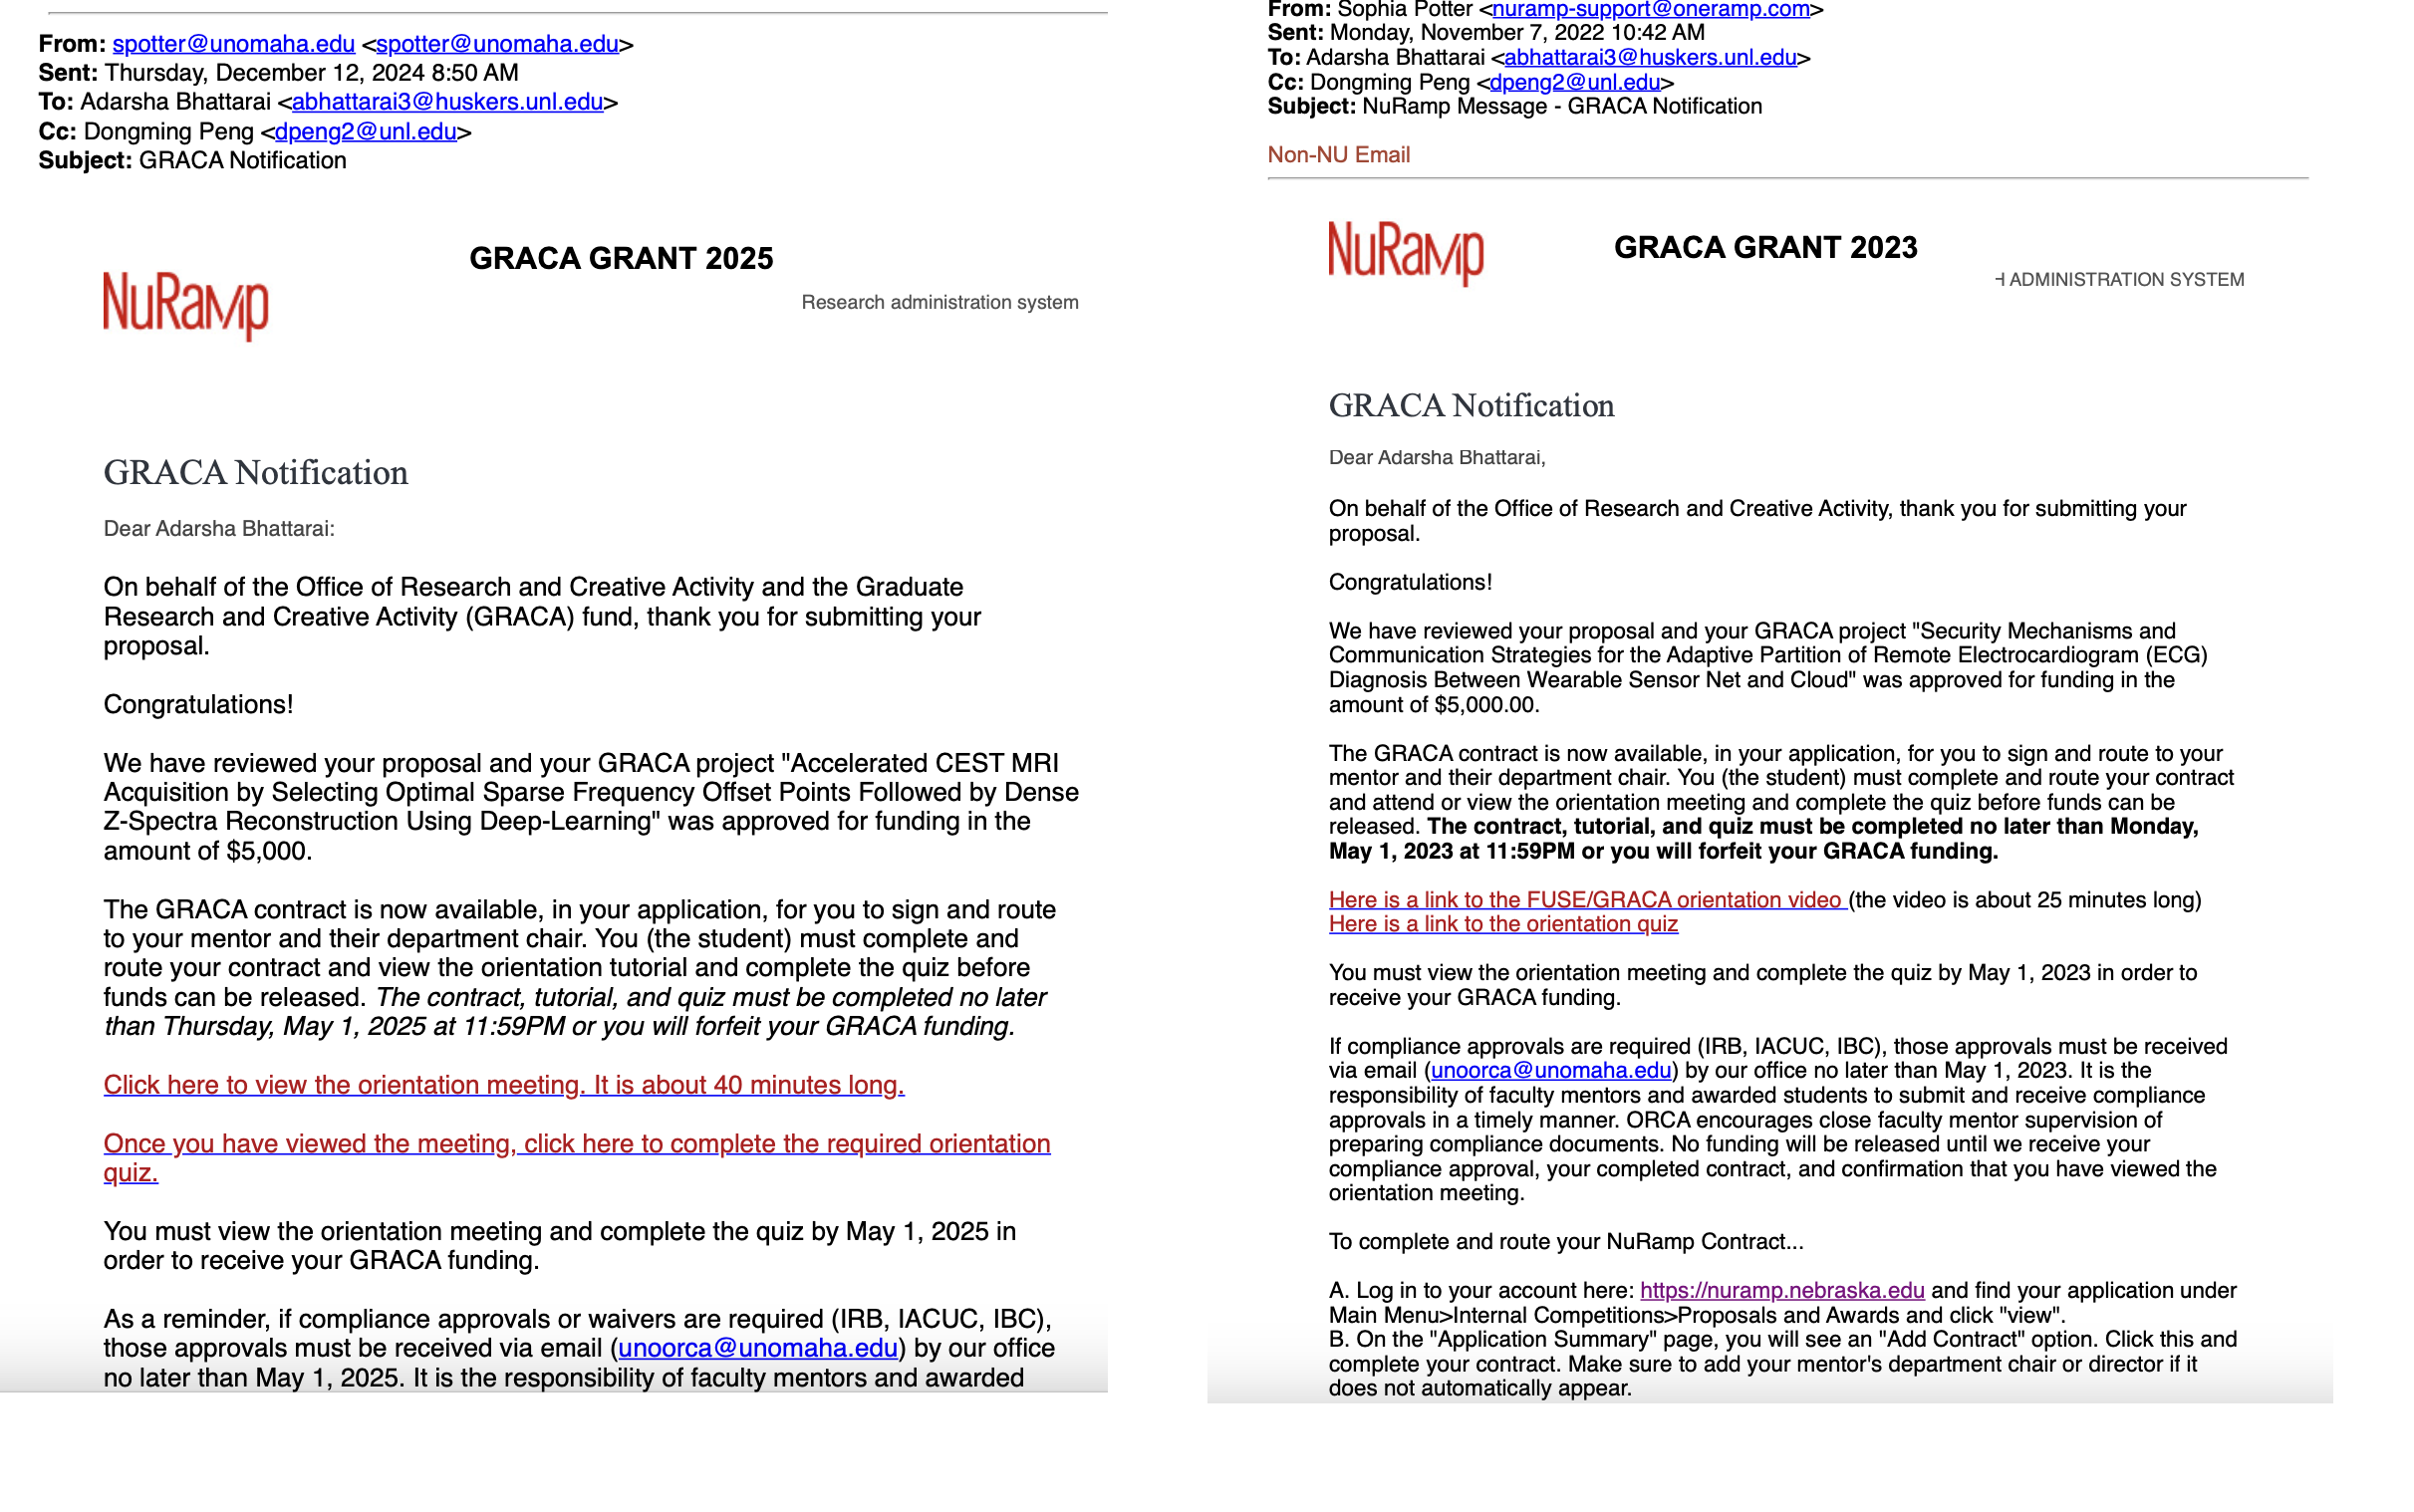 From: spotter@unomaha.edu <spotter@unomaha.edu>
Sent: Thursday, December 12, 2024 8:50 AM
To: Adarsha Bhattarai <abhattarai3@huskers.unl.edu>
Cc: Dongming Peng <dpeng2@unl.edu>
Subject: GRACA Notification
GRACA GRANT 2025
NuRamp
Research administration system
GRACA Notification
Dear Adarsha Bhattarai:
On behalf of the Office of Research and Creative Activity and the Graduate
Research and Creative Activity (GRACA) fund, thank you for submitting your
proposal.
Congratulations!
We have reviewed your proposal and your GRACA project "Accelerated CEST MRI
Acquisition by Selecting Optimal Sparse Frequency Offset Points Followed by Dense
Z-Spectra Reconstruction Using Deep-Learning" was approved for funding in the
amount of $5,000.
The GRACA contract is now available, in your application, for you to sign and route
to your mentor and their department chair. You (the student) must complete and
route your contract and view the orientation tutorial and complete the quiz before
funds can be released. The contract, tutorial, and quiz must be completed no later
than Thursday, May 1, 2025 at 11:59PM or you will forfeit your GRACA funding.
Click here to view the orientation meeting. It is about 40 minutes long.
Once you have viewed the meeting, click here to complete the required orientation
quiz.
You must view the orientation meeting and complete the quiz by May 1, 2025 in
order to receive your GRACA funding.
As a reminder, if compliance approvals or waivers are required (IRB, IACUC, IBC),
those approvals must be received via email (unoorca@unomaha.edu) by our office
no later than May 1, 2025. It is the responsibility of faculty mentors and awarded
From: Sophia Potter <nuramp-support@oneramp.com>
Sent: Monday, November 7, 2022 10:42 AM
To: Adarsha Bhattarai <abhattarai3@huskers.unl.edu>
Cc: Dongming Peng <dpeng2@unl.edu>
Subject: NuRamp Message - GRACA Notification
Non-NU Email
NuRamp
GRACA GRANT 2023
H ADMINISTRATION SYSTEM
GRACA Notification
Dear Adarsha Bhattarai,
On behalf of the Office of Research and Creative Activity, thank you for submitting your
proposal.
Congratulations!
We have reviewed your proposal and your GRACA project "Security Mechanisms and
Communication Strategies for the Adaptive Partition of Remote Electrocardiogram (ECG)
Diagnosis Between Wearable Sensor Net and Cloud" was approved for funding in the
amount of $5,000.00.
The GRACA contract is now available, in your application, for you to sign and route to your
mentor and their department chair. You (the student) must complete and route your contract
and attend or view the orientation meeting and complete the quiz before funds can be
released. The contract, tutorial, and quiz must be completed no later than Monday,
May 1, 2023 at 11:59PM or you will forfeit your GRACA funding.
Here is a link to the FUSE/GRACA orientation video (the video is about 25 minutes long)
Here is a link to the orientation quiz
You must view the orientation meeting and complete the quiz by May 1, 2023 in order to
receive your GRACA funding.
If compliance approvals are required (IRB, IACUC, IBC), those approvals must be received
via email (unoorca@unomaha.edu) by our office no later than May 1, 2023. It is the
responsibility of faculty mentors and awarded students to submit and receive compliance
approvals in a timely manner. ORCA encourages close faculty mentor supervision of
preparing compliance documents. No funding will be released until we receive your
compliance approval, your completed contract, and confirmation that you have viewed the
orientation meeting.
To complete and route your NuRamp Contract...
A. Log in to your account here: https://nuramp.nebraska.edu and find your application under
Main Menu>Internal Competitions>Proposals and Awards and click "view".
B. On the "Application Summary" page, you will see an "Add Contract" option. Click this and
complete your contract. Make sure to add your mentor's department chair or director if it
does not automatically appear.